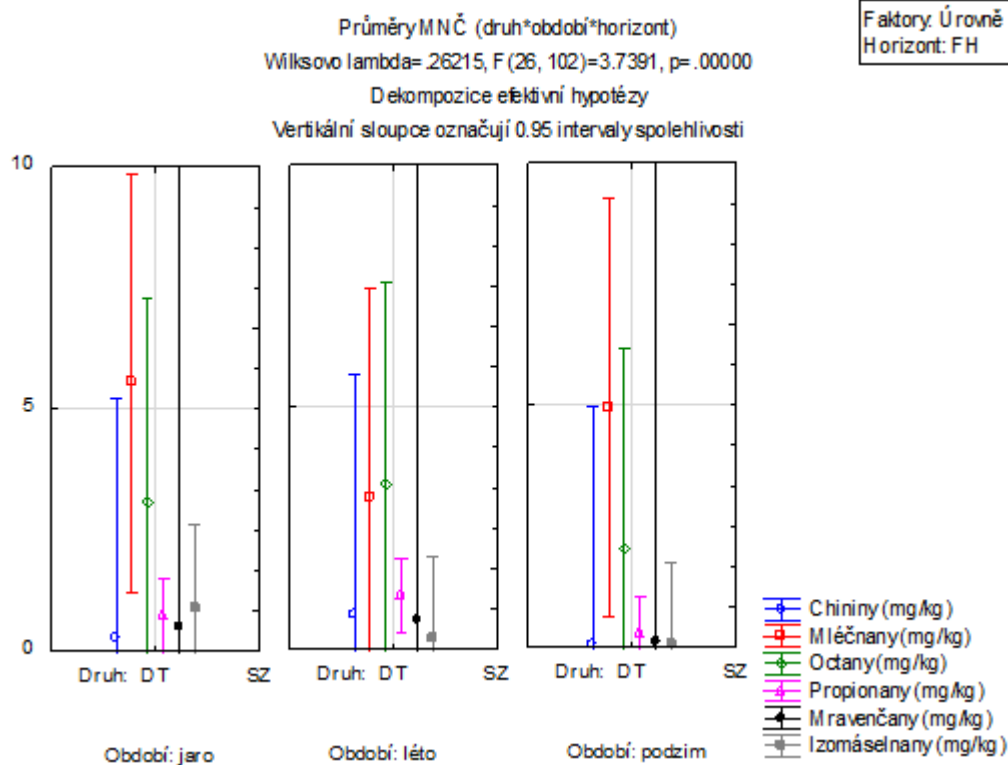 Průměry MNČ (druh*období*horizont)
Wilksovo lambda=.26215, F(26, 102)=3.7391, p=.00000
Dekompozice efektivní hypotézy
Vertikální sloupce označují 0.95 intervaly spolehlivosti
Faktory: Úrovně
Horizont: FH
10
5
0
Druh: DT SZ
Druh: DT SZ
Druh: DT SZ
Období: jaro
Období: léto
Období: podzim
Chininy(mg/kg)
Mléčnany(mg/kg)
Octany(mg/kg)
Propionany(mg/kg)
Mravenčany(mg/kg)
Izomáselnany(mg/kg)